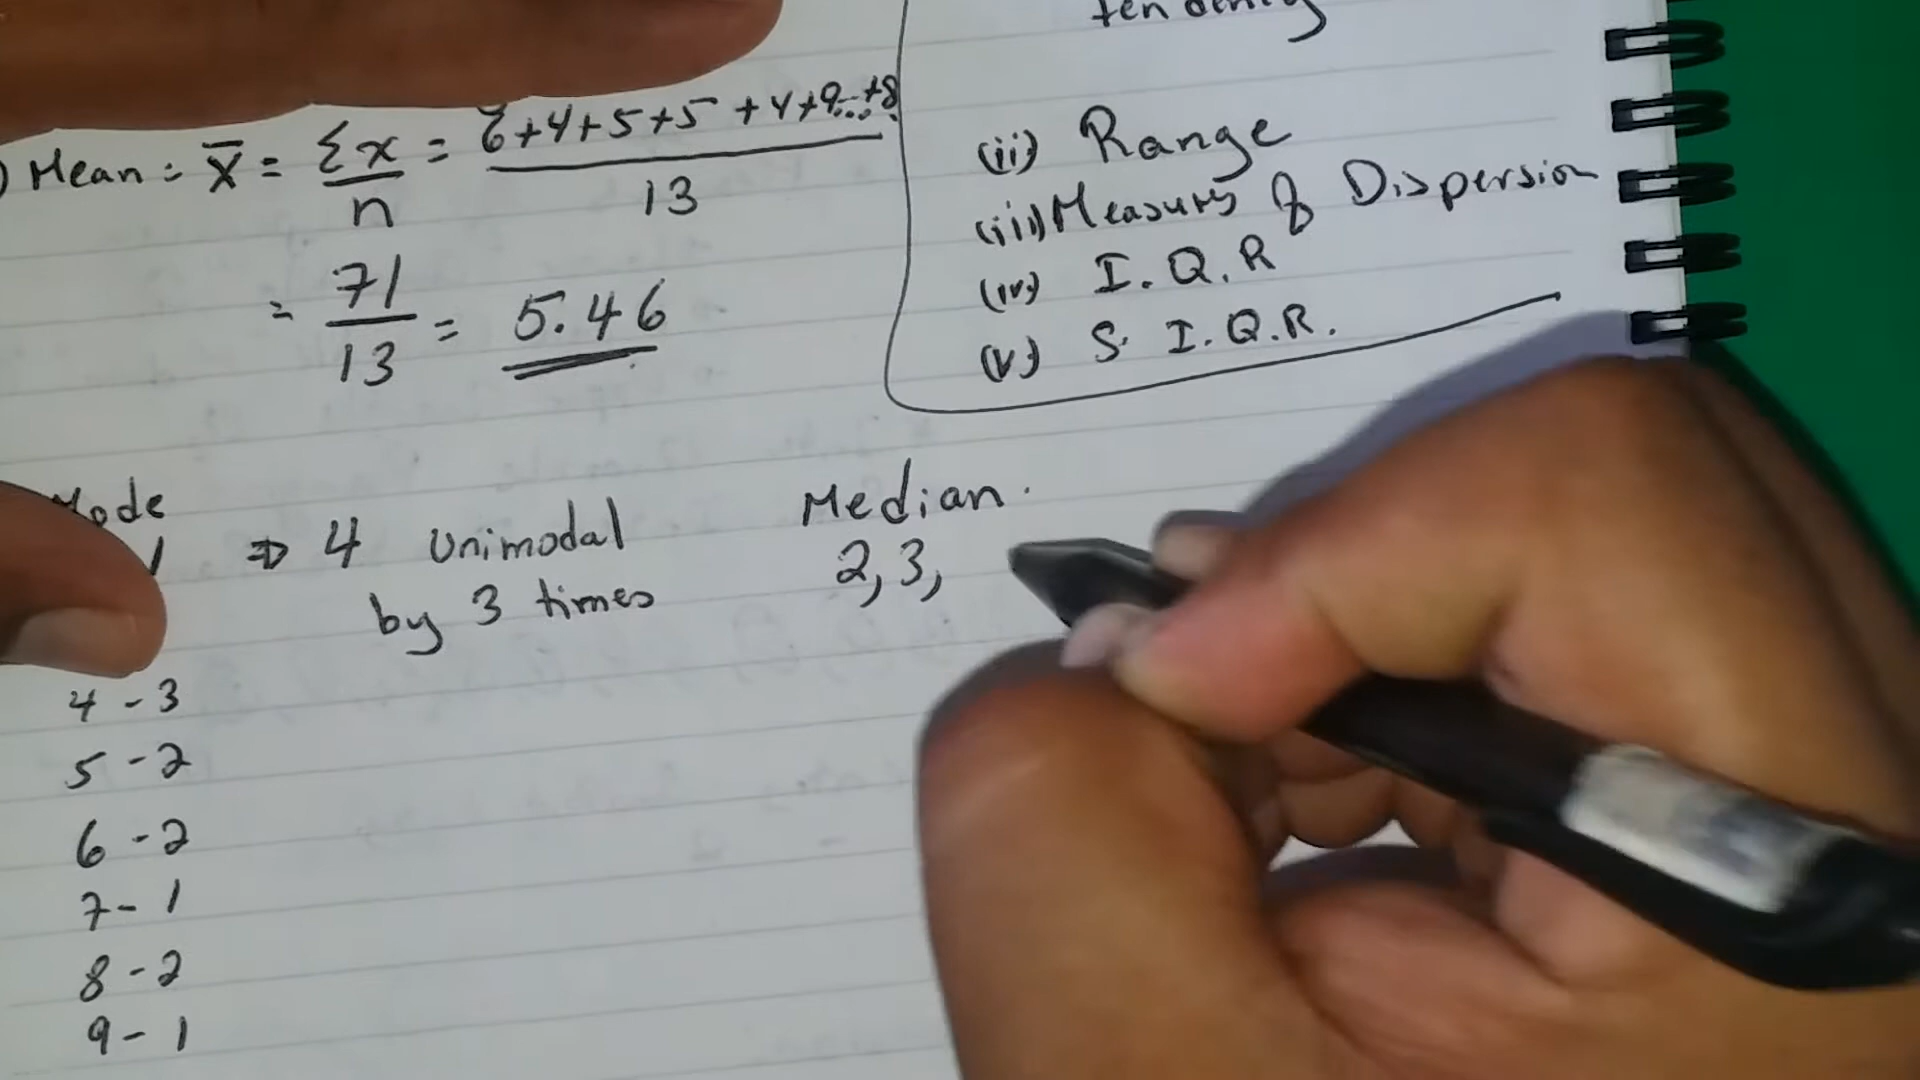 tendency
) Mean = x̄ = Σx/n = 6+4+5+5+4+9...+8/13
(ii) Range
(iii) Measures of Dispersion
= 71/13 = 5.46
(iv) I.Q.R
(v) S.I.Q.R.
Mode
1 ⇒ 4 Unimodal
by 3 times
Median.
2, 3,
4 - 3
5 - 2
6 - 2
7 - 1
8 - 2
9 - 1